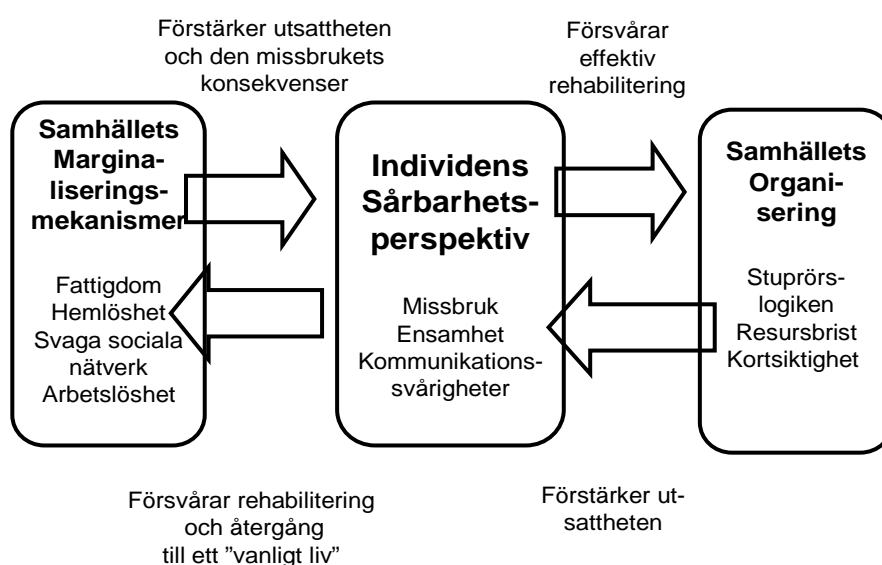 Förstärker utsattheten
och den missbrukets
konsekvenser
Försvårar
effektiv
rehabilitering
Samhällets
Margina-
liserings-
mekanismer
Fattigdom
Hemlöshet
Svaga sociala
nätverk
Arbetslöshet
Individens
Sårbarhets-
perspektiv
Missbruk
Ensamhet
Kommunikations-
svårigheter
Samhällets
Organi-
sering
Stuprörs-
logiken
Resursbrist
Kortsiktighet
Försvårar rehabilitering
och återgång
till ett ”vanligt liv”
Förstärker ut-
sattheten